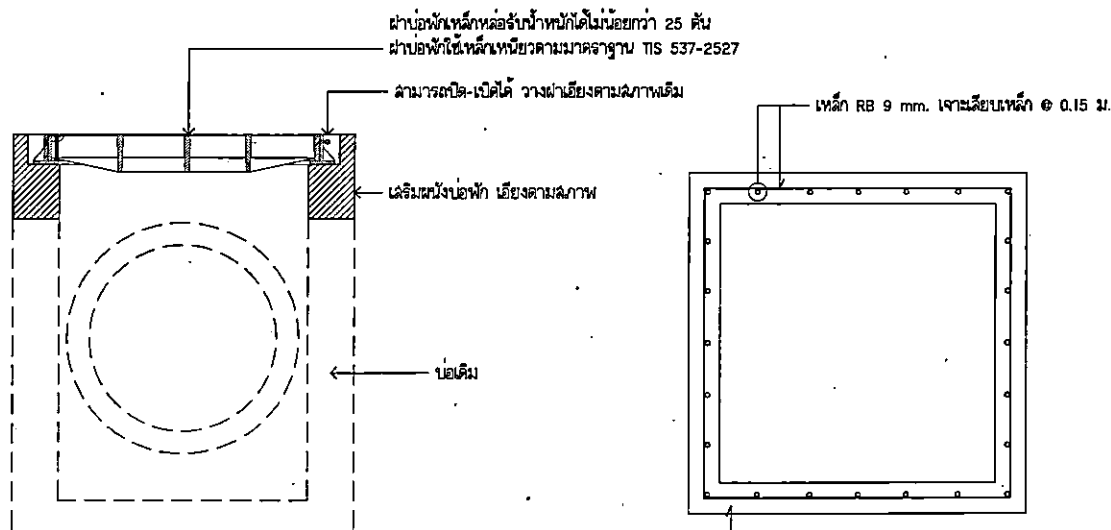 ฝาบ่อพักเหล็กหล่อรับน้ำหนักได้ไม่น้อยกว่า 25 ตัน
ฝาบ่อพักใช้เหล็กเหนียวตามมาตราฐาน TIS 537-2527
สามารถปิด-เปิดได้ วางฝาเอียงตามสภาพเดิม
เหล็ก RB 9 mm. เจาะเสียบเหล็ก @ 0.15 ม.
เสริมผนังบ่อพัก เอียงตามสภาพ
บ่อเดิม